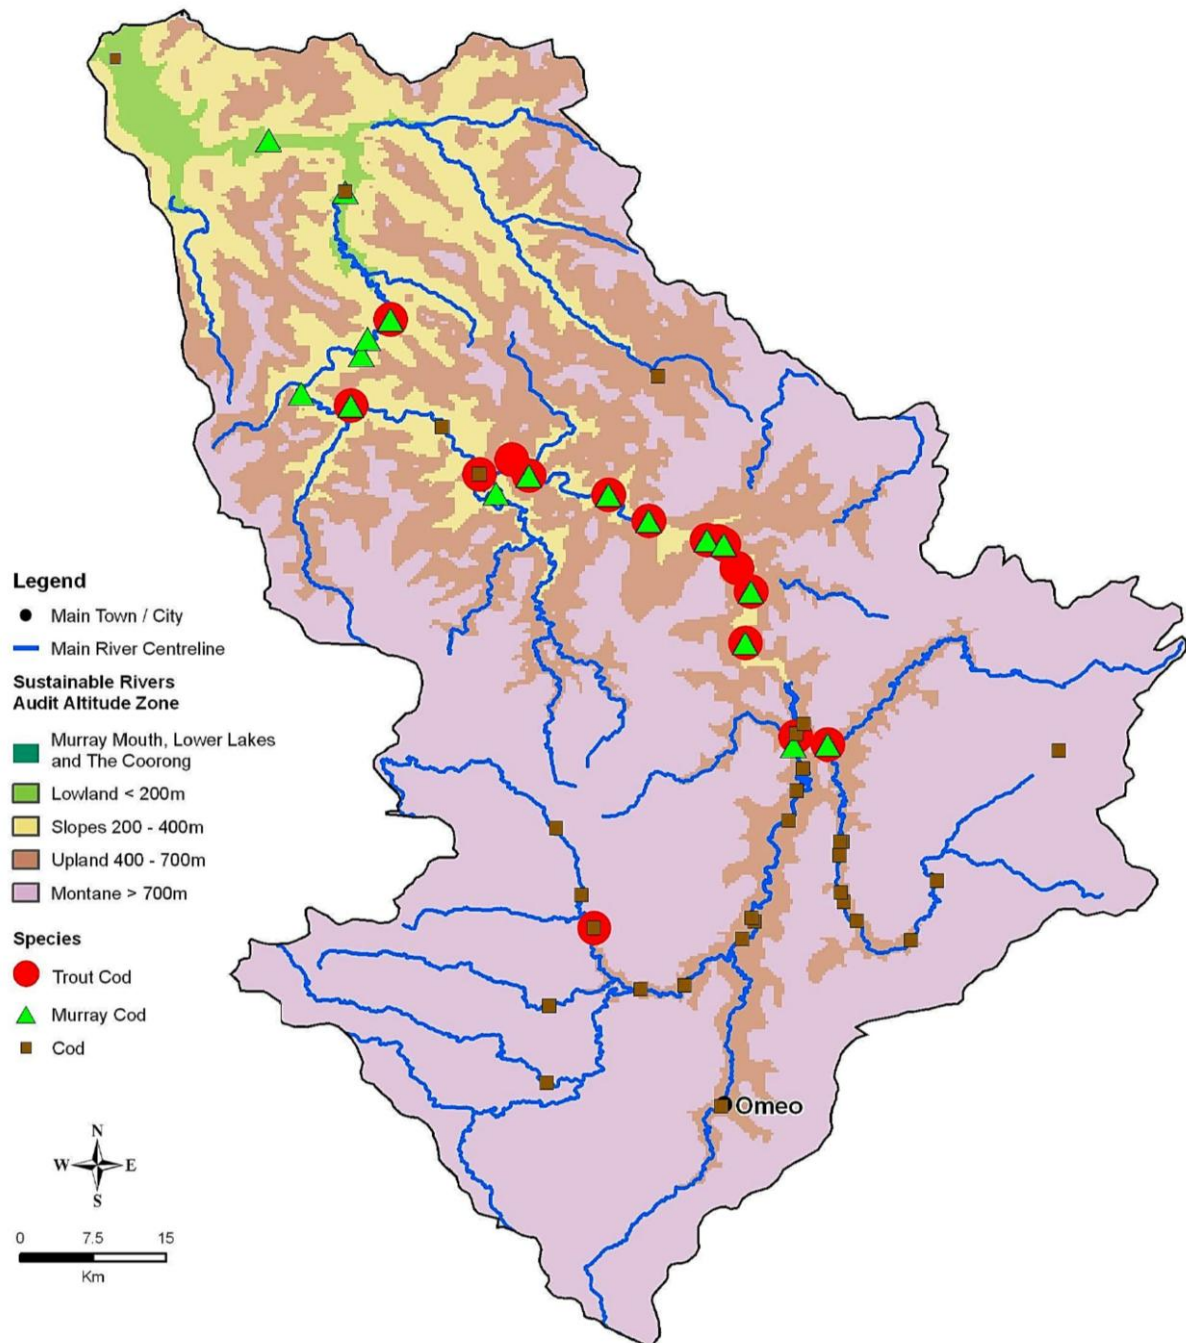 Legend
Main Town / City
Main River Centreline
Sustainable Rivers
Audit Altitude Zone
Murray Mouth, Lower Lakes
and The Coorong
Lowland < 200m
Slopes 200 - 400m
Upland 400 - 700m
Montane > 700m
Species
Trout Cod
Murray Cod
Cod
Omeo
N
W E
S
0 7.5 15
Km